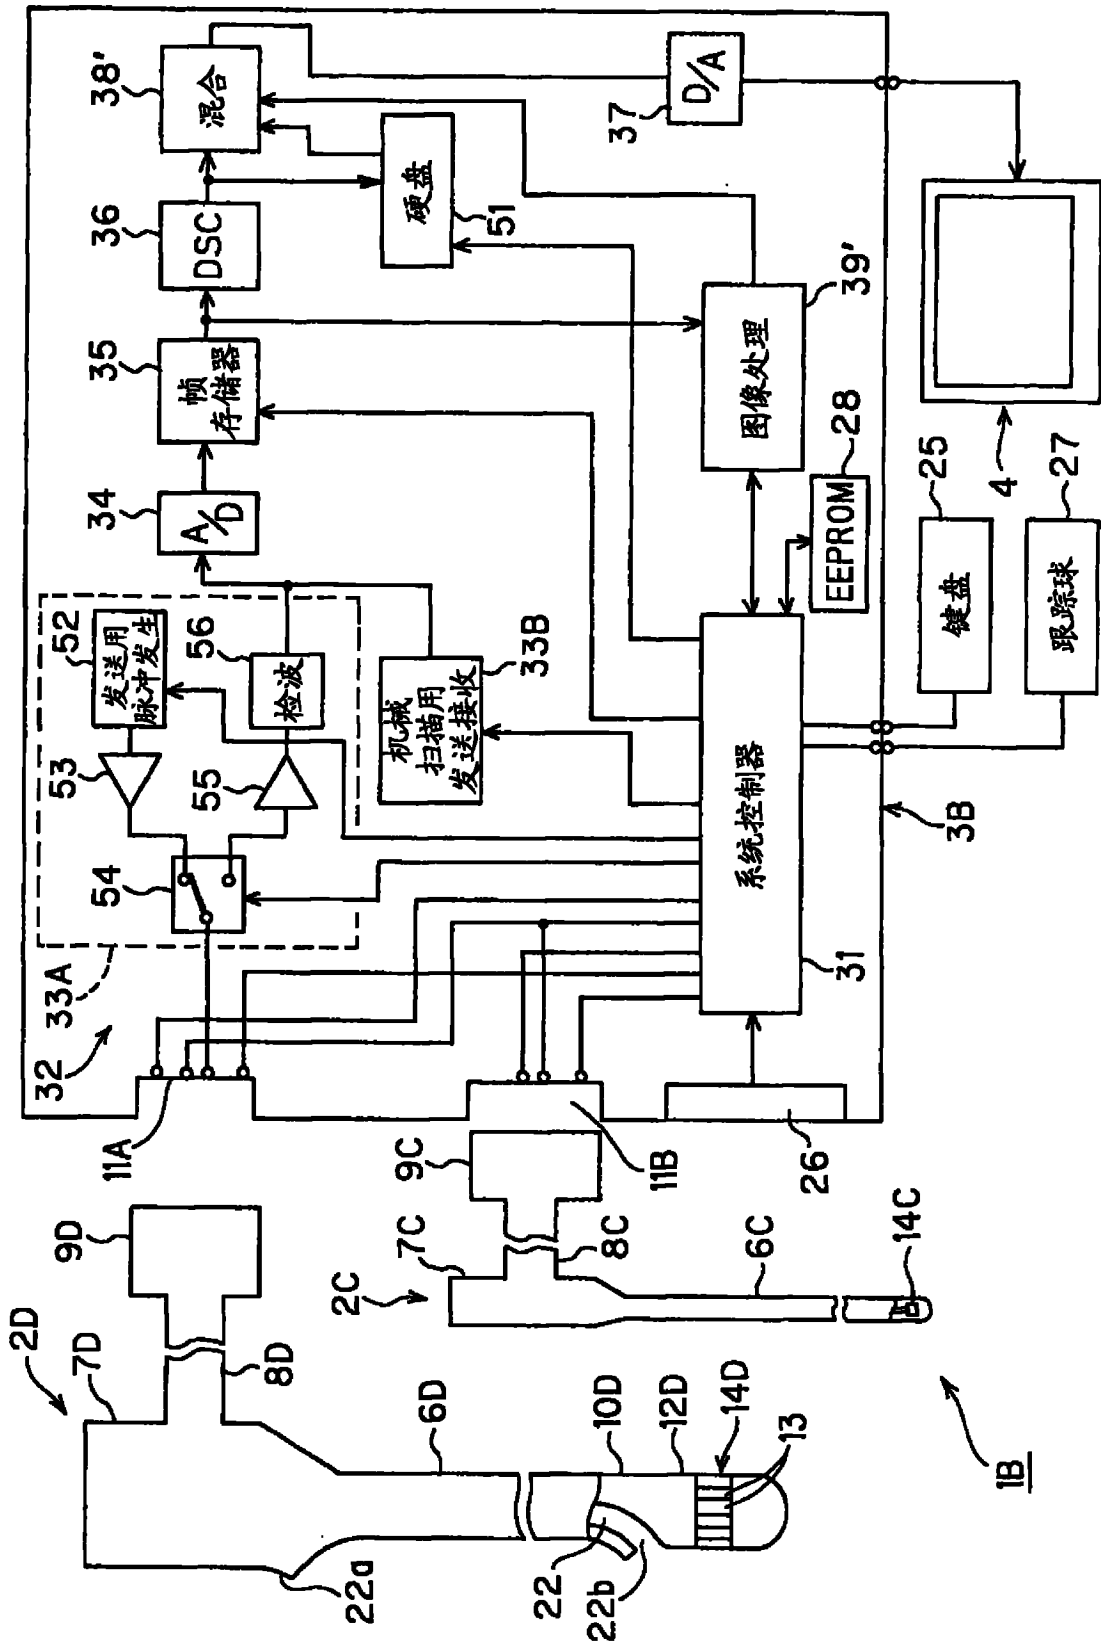 38'
混合
36
DSC
35
帧
存储器
34
A/D
37
D/A
硬盘
51
39'
图像处理
28
EEPROM
52
发送用
脉冲发生
53
56
检波
55
54
33A
32
33B
机械
扫描用
发送接收
系统控制器
31
3B
4
25
键盘
27
跟踪球
11A
11B
26
9D
2D
7D
8D
6D
10D
12D
14D
13
22a
22
22b
9C
7C
2C
8C
6C
14C
1B